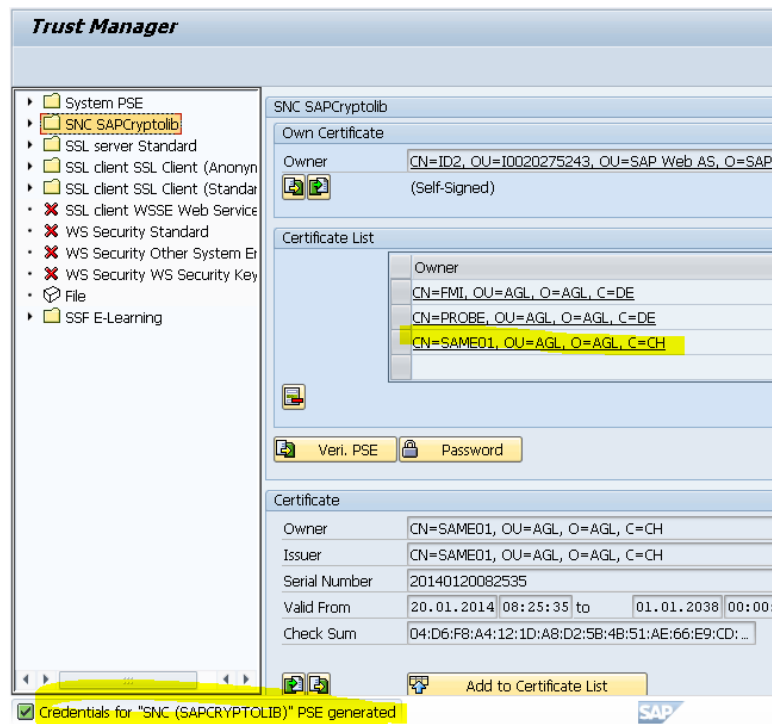 Trust Manager
System PSE
SNC SAPCryptolib
SSL server Standard
SSL client SSL Client (Anonyn
SSL client SSL Client (Standar
SSL client WSSE Web Service
WS Security Standard
WS Security Other System Er
WS Security WS Security Key
File
SSF E-Learning
SNC SAPCryptolib
Own Certificate
Owner CN=ID2, OU=I0020275243, OU=SAP Web AS, O=SAP
(Self-Signed)
Certificate List
Owner
CN=FMI, OU=AGL, O=AGL, C=DE
CN=PROBE, OU=AGL, O=AGL, C=DE
CN=SAME01, OU=AGL, O=AGL, C=CH
Veri. PSE Password
Certificate
Owner CN=SAME01, OU=AGL, O=AGL, C=CH
Issuer CN=SAME01, OU=AGL, O=AGL, C=CH
Serial Number 20140120082535
Valid From 20.01.2014 08:25:35 to 01.01.2038 00:00:
Check Sum 04:D6:F8:A4:12:1D:A8:D2:5B:4B:51:AE:66:E9:CD:...
Add to Certificate List
Credentials for "SNC (SAPCRYPTOLIB)" PSE generated
SAP